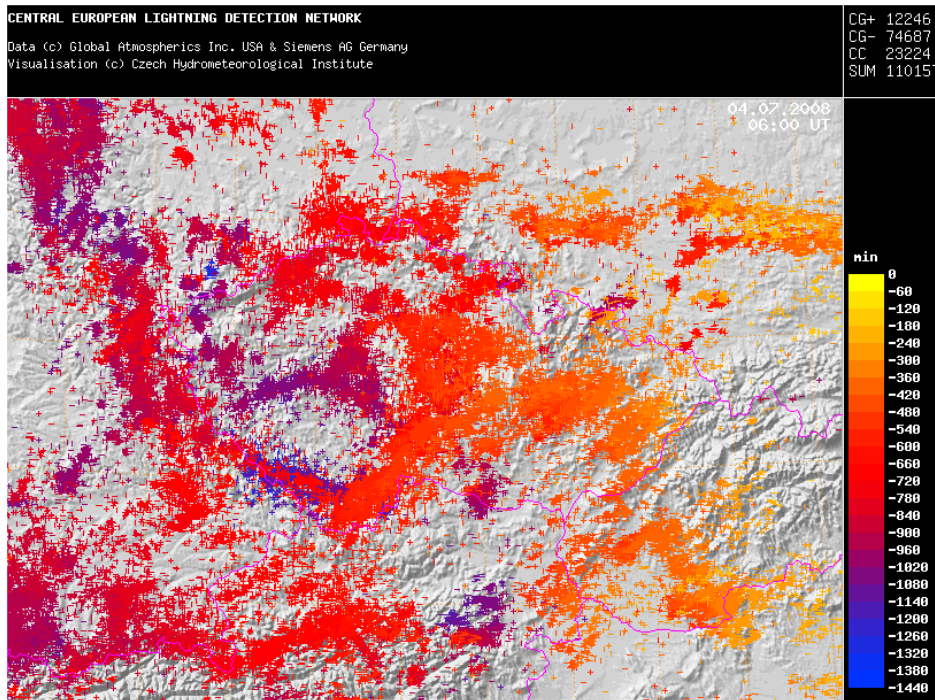 CENTRAL EUROPEAN LIGHTNING DETECTION NETWORK
Data (c) Global Atmospherics Inc. USA & Siemens AG Germany
Visualisation (c) Czech Hydrometeorological Institute
CG+ 12246
CG- 74687
CC 23224
SUM 110157
04.07.2008
06:00 UT
min
0
-60
-120
-180
-240
-300
-360
-420
-480
-540
-600
-660
-720
-780
-840
-900
-960
-1020
-1080
-1140
-1200
-1260
-1320
-1380
-1440